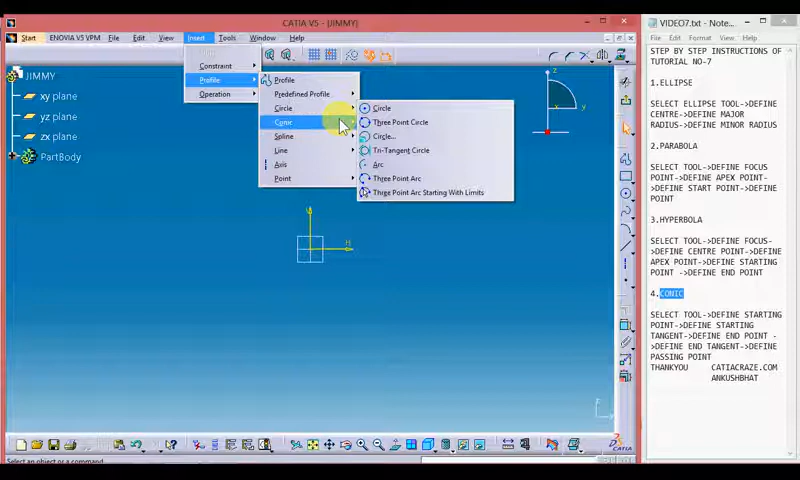 CATIA V5 - [JIMMY]
Start ENOVIA V5 VPM File Edit View Insert Tools Window Help
JIMMY
xy plane
yz plane
zx plane
PartBody
Constraint
Profile
Operation
Profile
Predefined Profile
Circle
Conic
Spline
Line
Axis
Point
Circle
Three Point Circle
Circle...
Tri-Tangent Circle
Arc
Three Point Arc
Three Point Arc Starting With Limits
z
x
y
V
H
Select an object or a command
CATIA
VIDEO7.txt - Note...
File Edit Format View Help
STEP BY STEP INSTRUCTIONS OF
TUTORIAL NO-7
1.ELLIPSE
SELECT ELLIPSE TOOL->DEFINE
CENTRE->DEFINE MAJOR
RADIUS->DEFINE MINOR RADIUS
2.PARABOLA
SELECT TOOL->DEFINE FOCUS
POINT->DEFINE APEX POINT-
>DEFINE START POINT->DEFINE
POINT
3.HYPERBOLA
SELECT TOOL->DEFINE FOCUS-
>DEFINE CENTRE POINT->DEFINE
APEX POINT->DEFINE STARTING
POINT ->DEFINE END POINT
4.CONIC
SELECT TOOL->DEFINE STARTING
POINT->DEFINE STARTING
TANGENT->DEFINE END POINT -
>DEFINE END TANGENT->DEFINE
PASSING POINT
THANKYOU CATIACRAZE.COM
ANKUSHBHAT